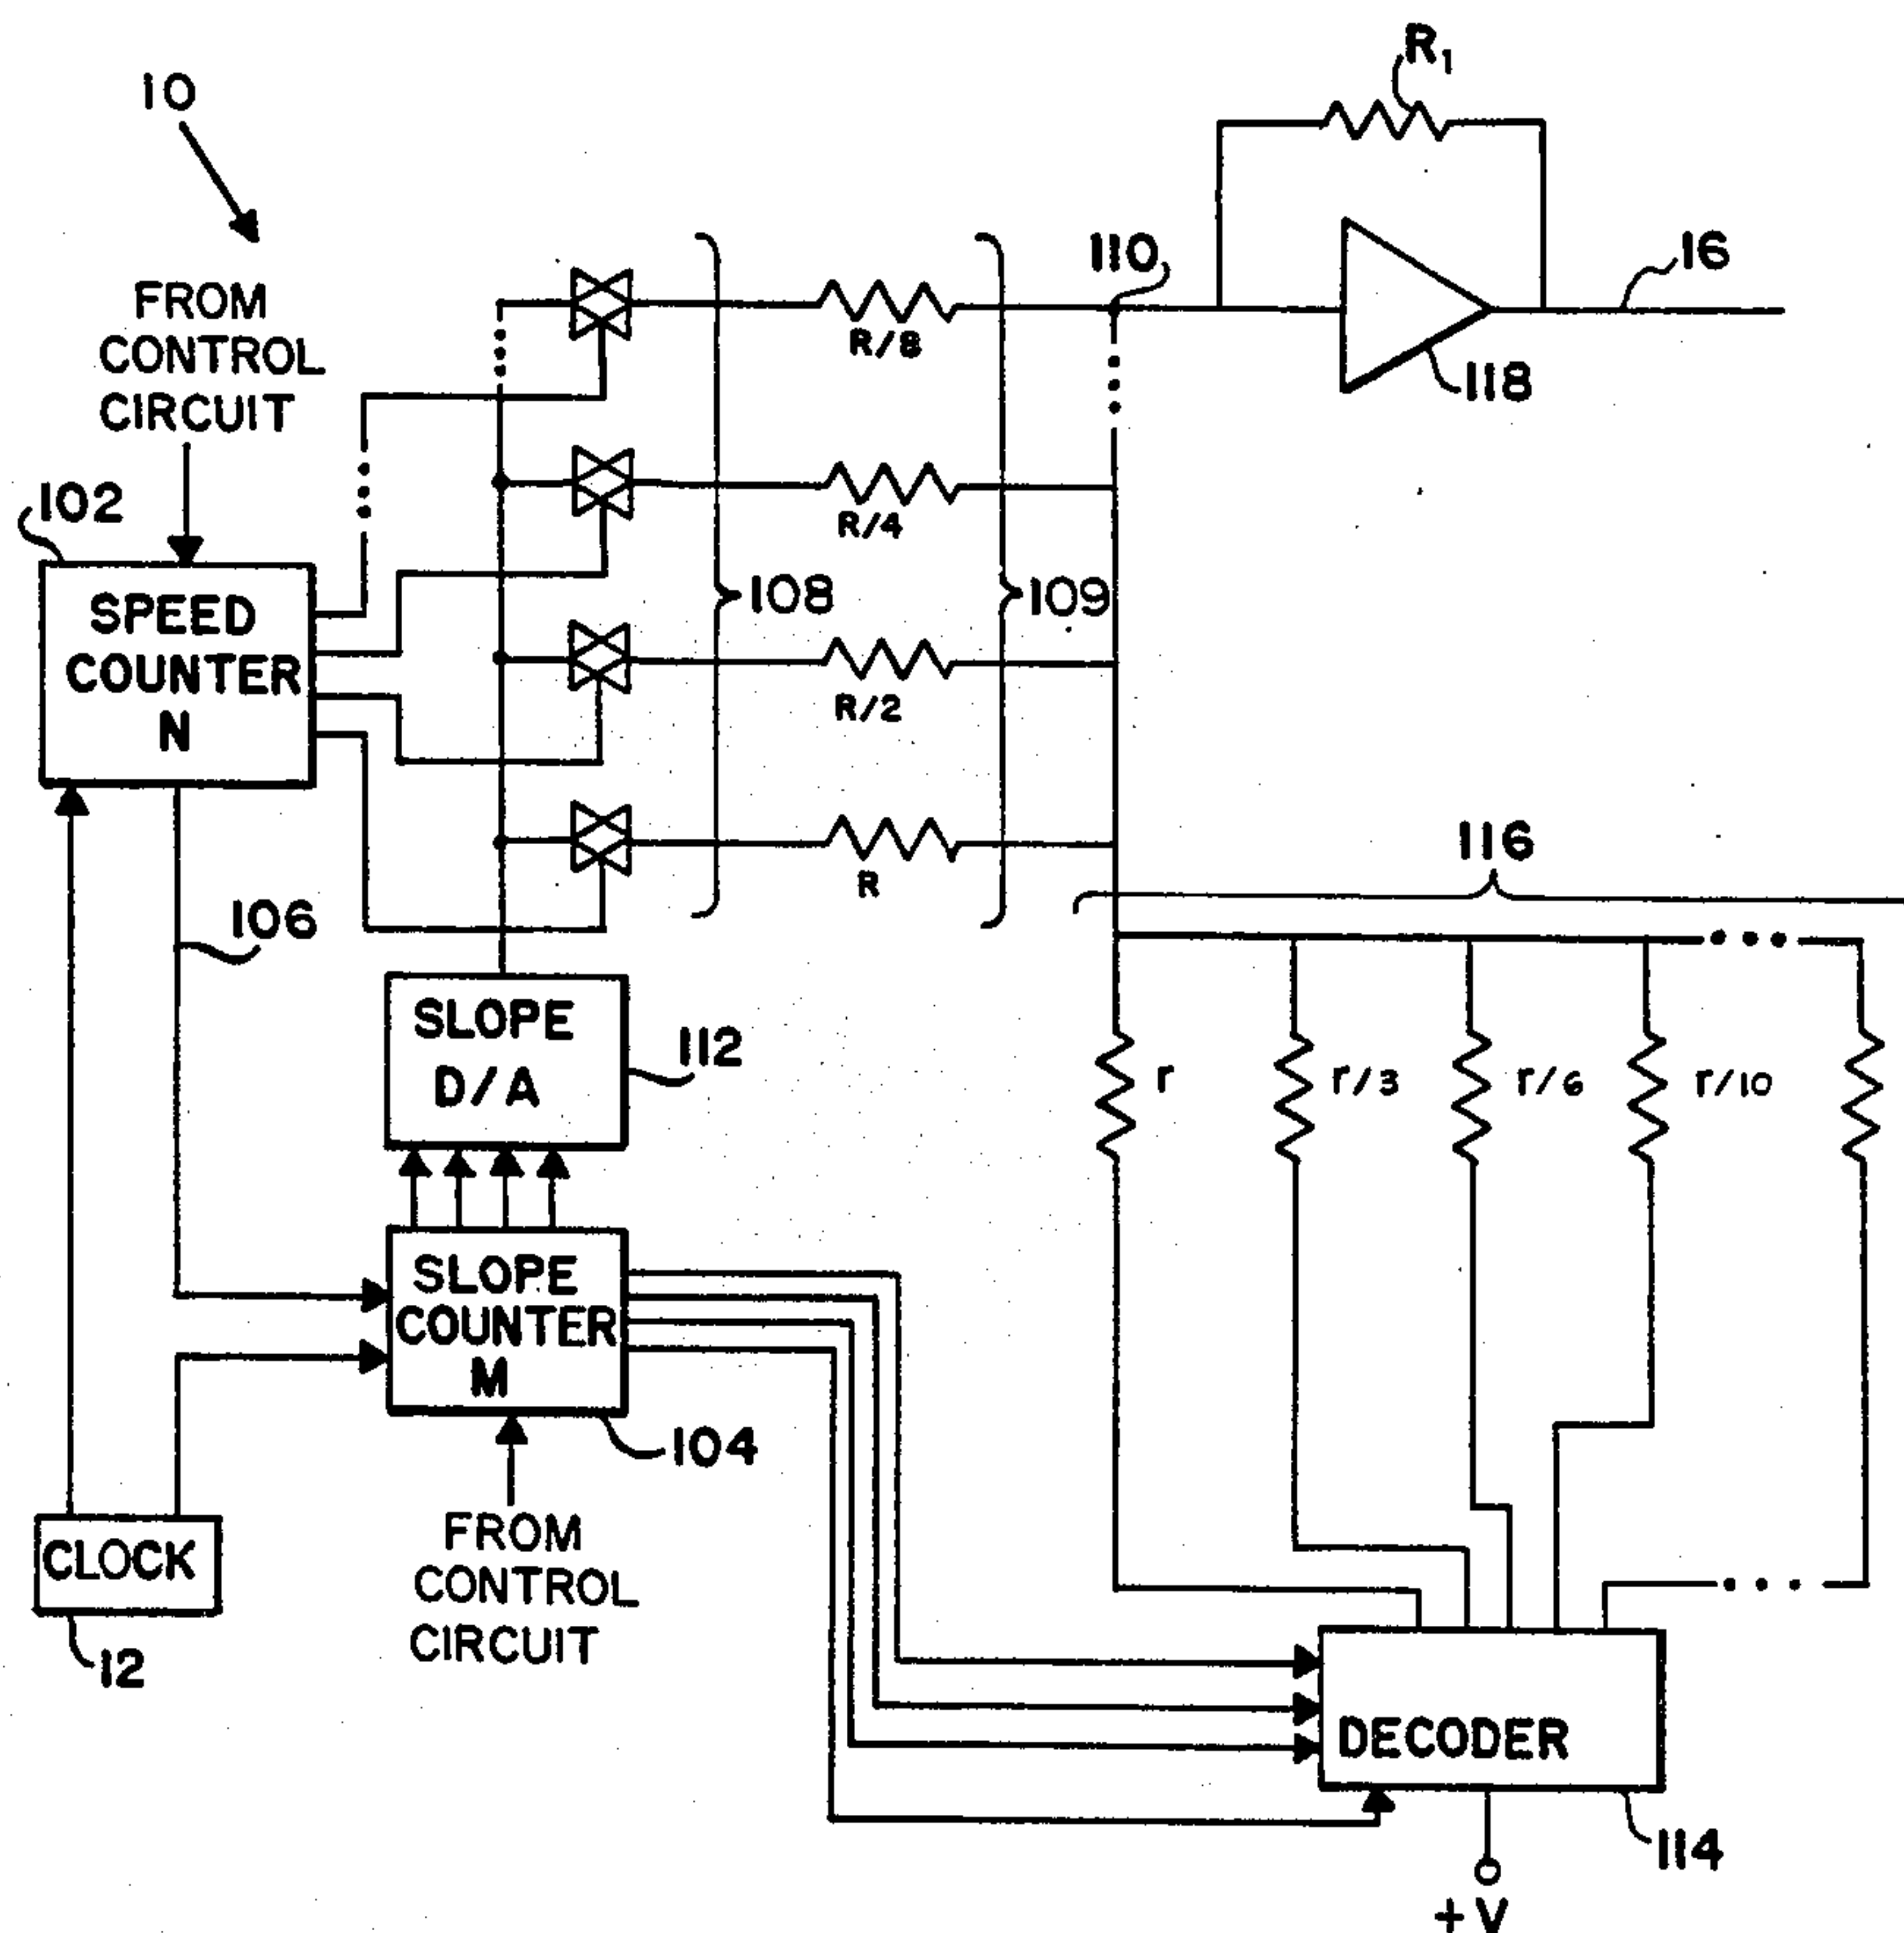 10
R1
FROM
CONTROL
CIRCUIT
110
16
R/8
118
102
R/4
SPEED
COUNTER
N
108
109
R/2
116
R
106
SLOPE
D/A
112
r
r/3
r/6
r/10
SLOPE
COUNTER
M
104
CLOCK
FROM
CONTROL
CIRCUIT
12
DECODER
114
+V